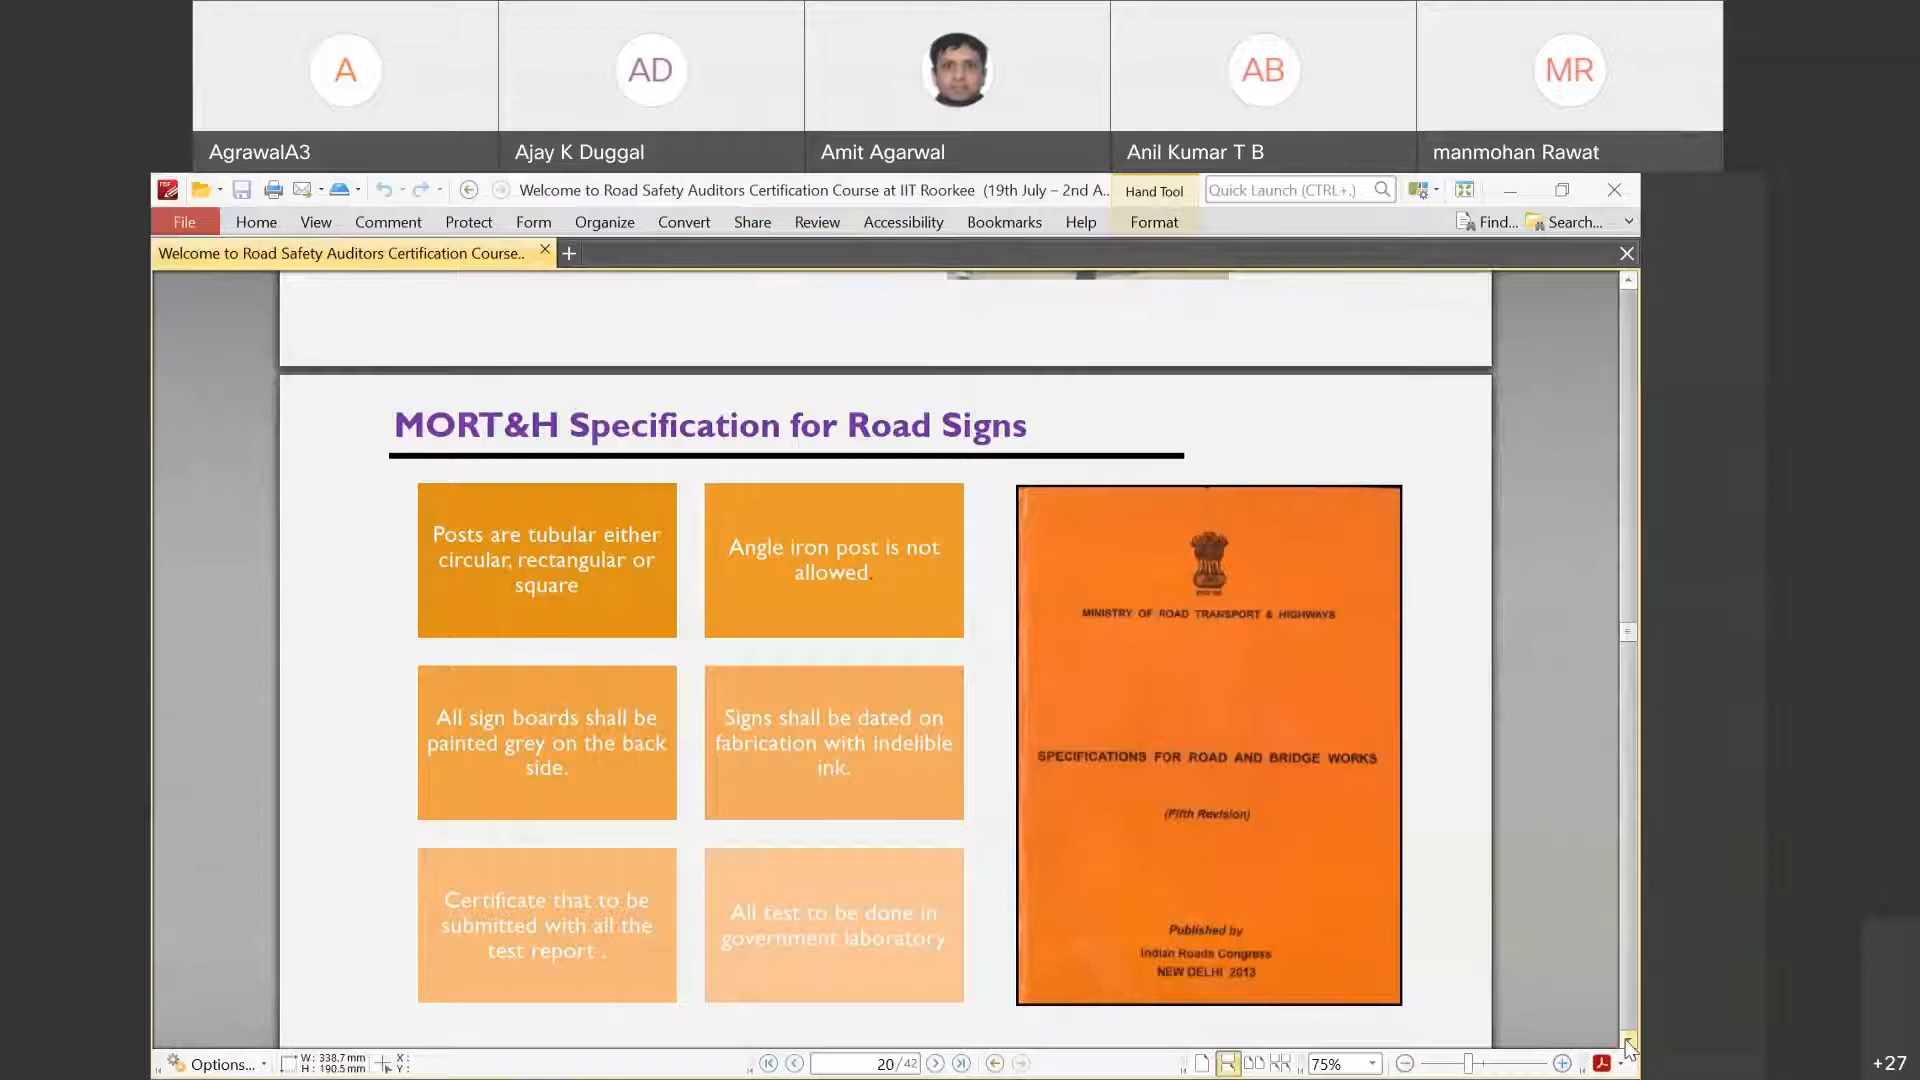 A
AD
AB
MR
AgrawalA3
Ajay K Duggal
Amit Agarwal
Anil Kumar T B
manmohan Rawat
Welcome to Road Safety Auditors Certification Course at IIT Roorkee (19th July – 2nd A..
Hand Tool
Quick Launch (CTRL+.)
File
Home
View
Comment
Protect
Form
Organize
Convert
Share
Review
Accessibility
Bookmarks
Help
Format
Find...
Search...
Welcome to Road Safety Auditors Certification Course..
MORT&H Specification for Road Signs
Posts are tubular either
circular, rectangular or
square
Angle iron post is not
allowed.
All sign boards shall be
painted grey on the back
side.
Signs shall be dated on
fabrication with indelible
ink.
Certificate that to be
submitted with all the
test report .
All test to be done in
government laboratory
MINISTRY OF ROAD TRANSPORT & HIGHWAYS
SPECIFICATIONS FOR ROAD AND BRIDGE WORKS
(Fifth Revision)
Published by
Indian Roads Congress
NEW DELHI 2013
Options...
W: 338.7 mm
H: 190.5 mm
X:
Y:
20 / 42
75%
+27